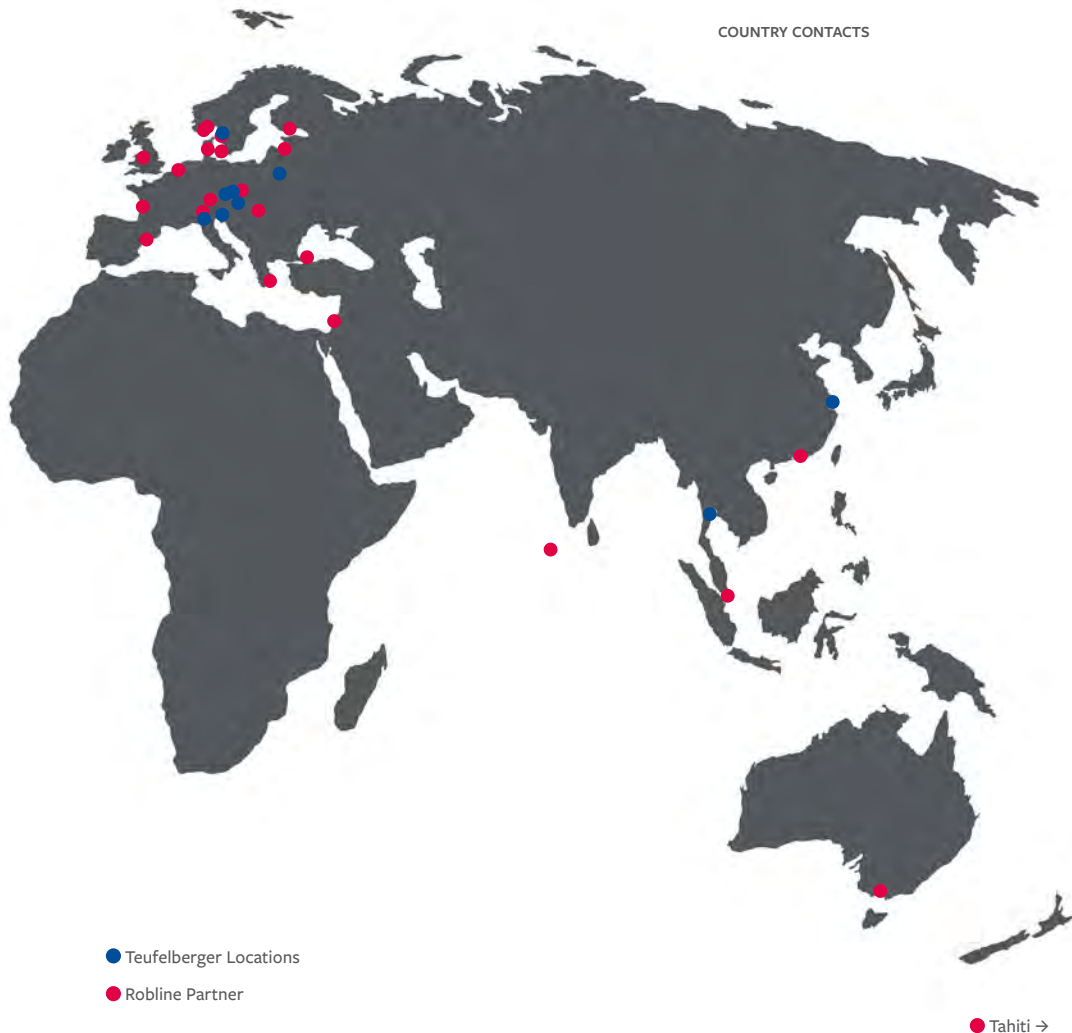 COUNTRY CONTACTS
Teufelberger Locations
Robline Partner
Tahiti →